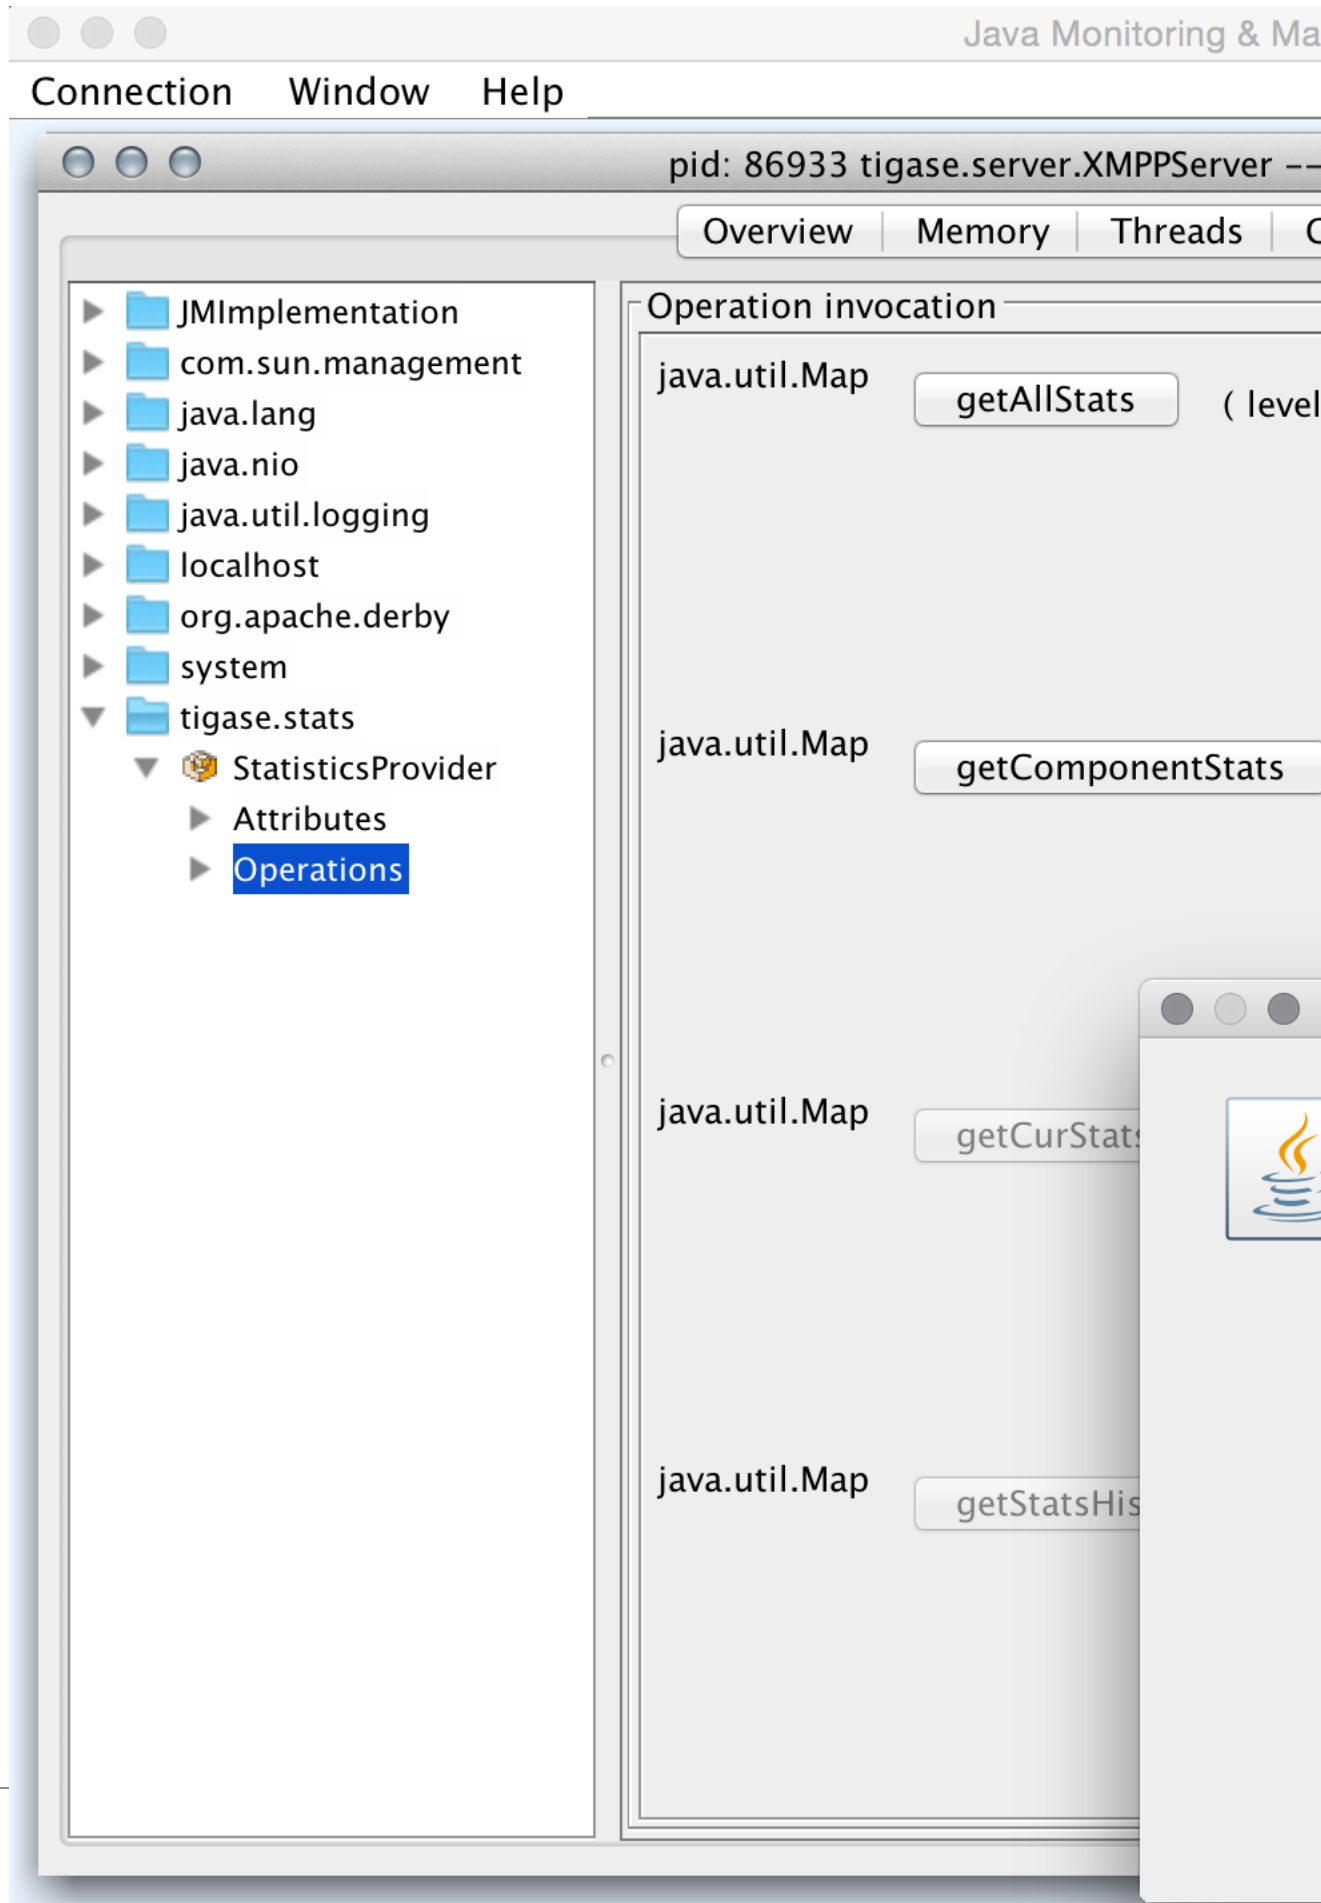 Java Monitoring &
Connection Window Help
pid: 86933 tigase.server.XMPPServer --
Overview Memory Threads
JMImplementation
com.sun.management
java.lang
java.nio
java.util.logging
localhost
org.apache.derby
system
tigase.stats
StatisticsProvider
Attributes
Operations
Operation invocation
java.util.Map getAllStats ( level
java.util.Map getComponentStats
java.util.Map getCurStats
java.util.Map getStatsHis